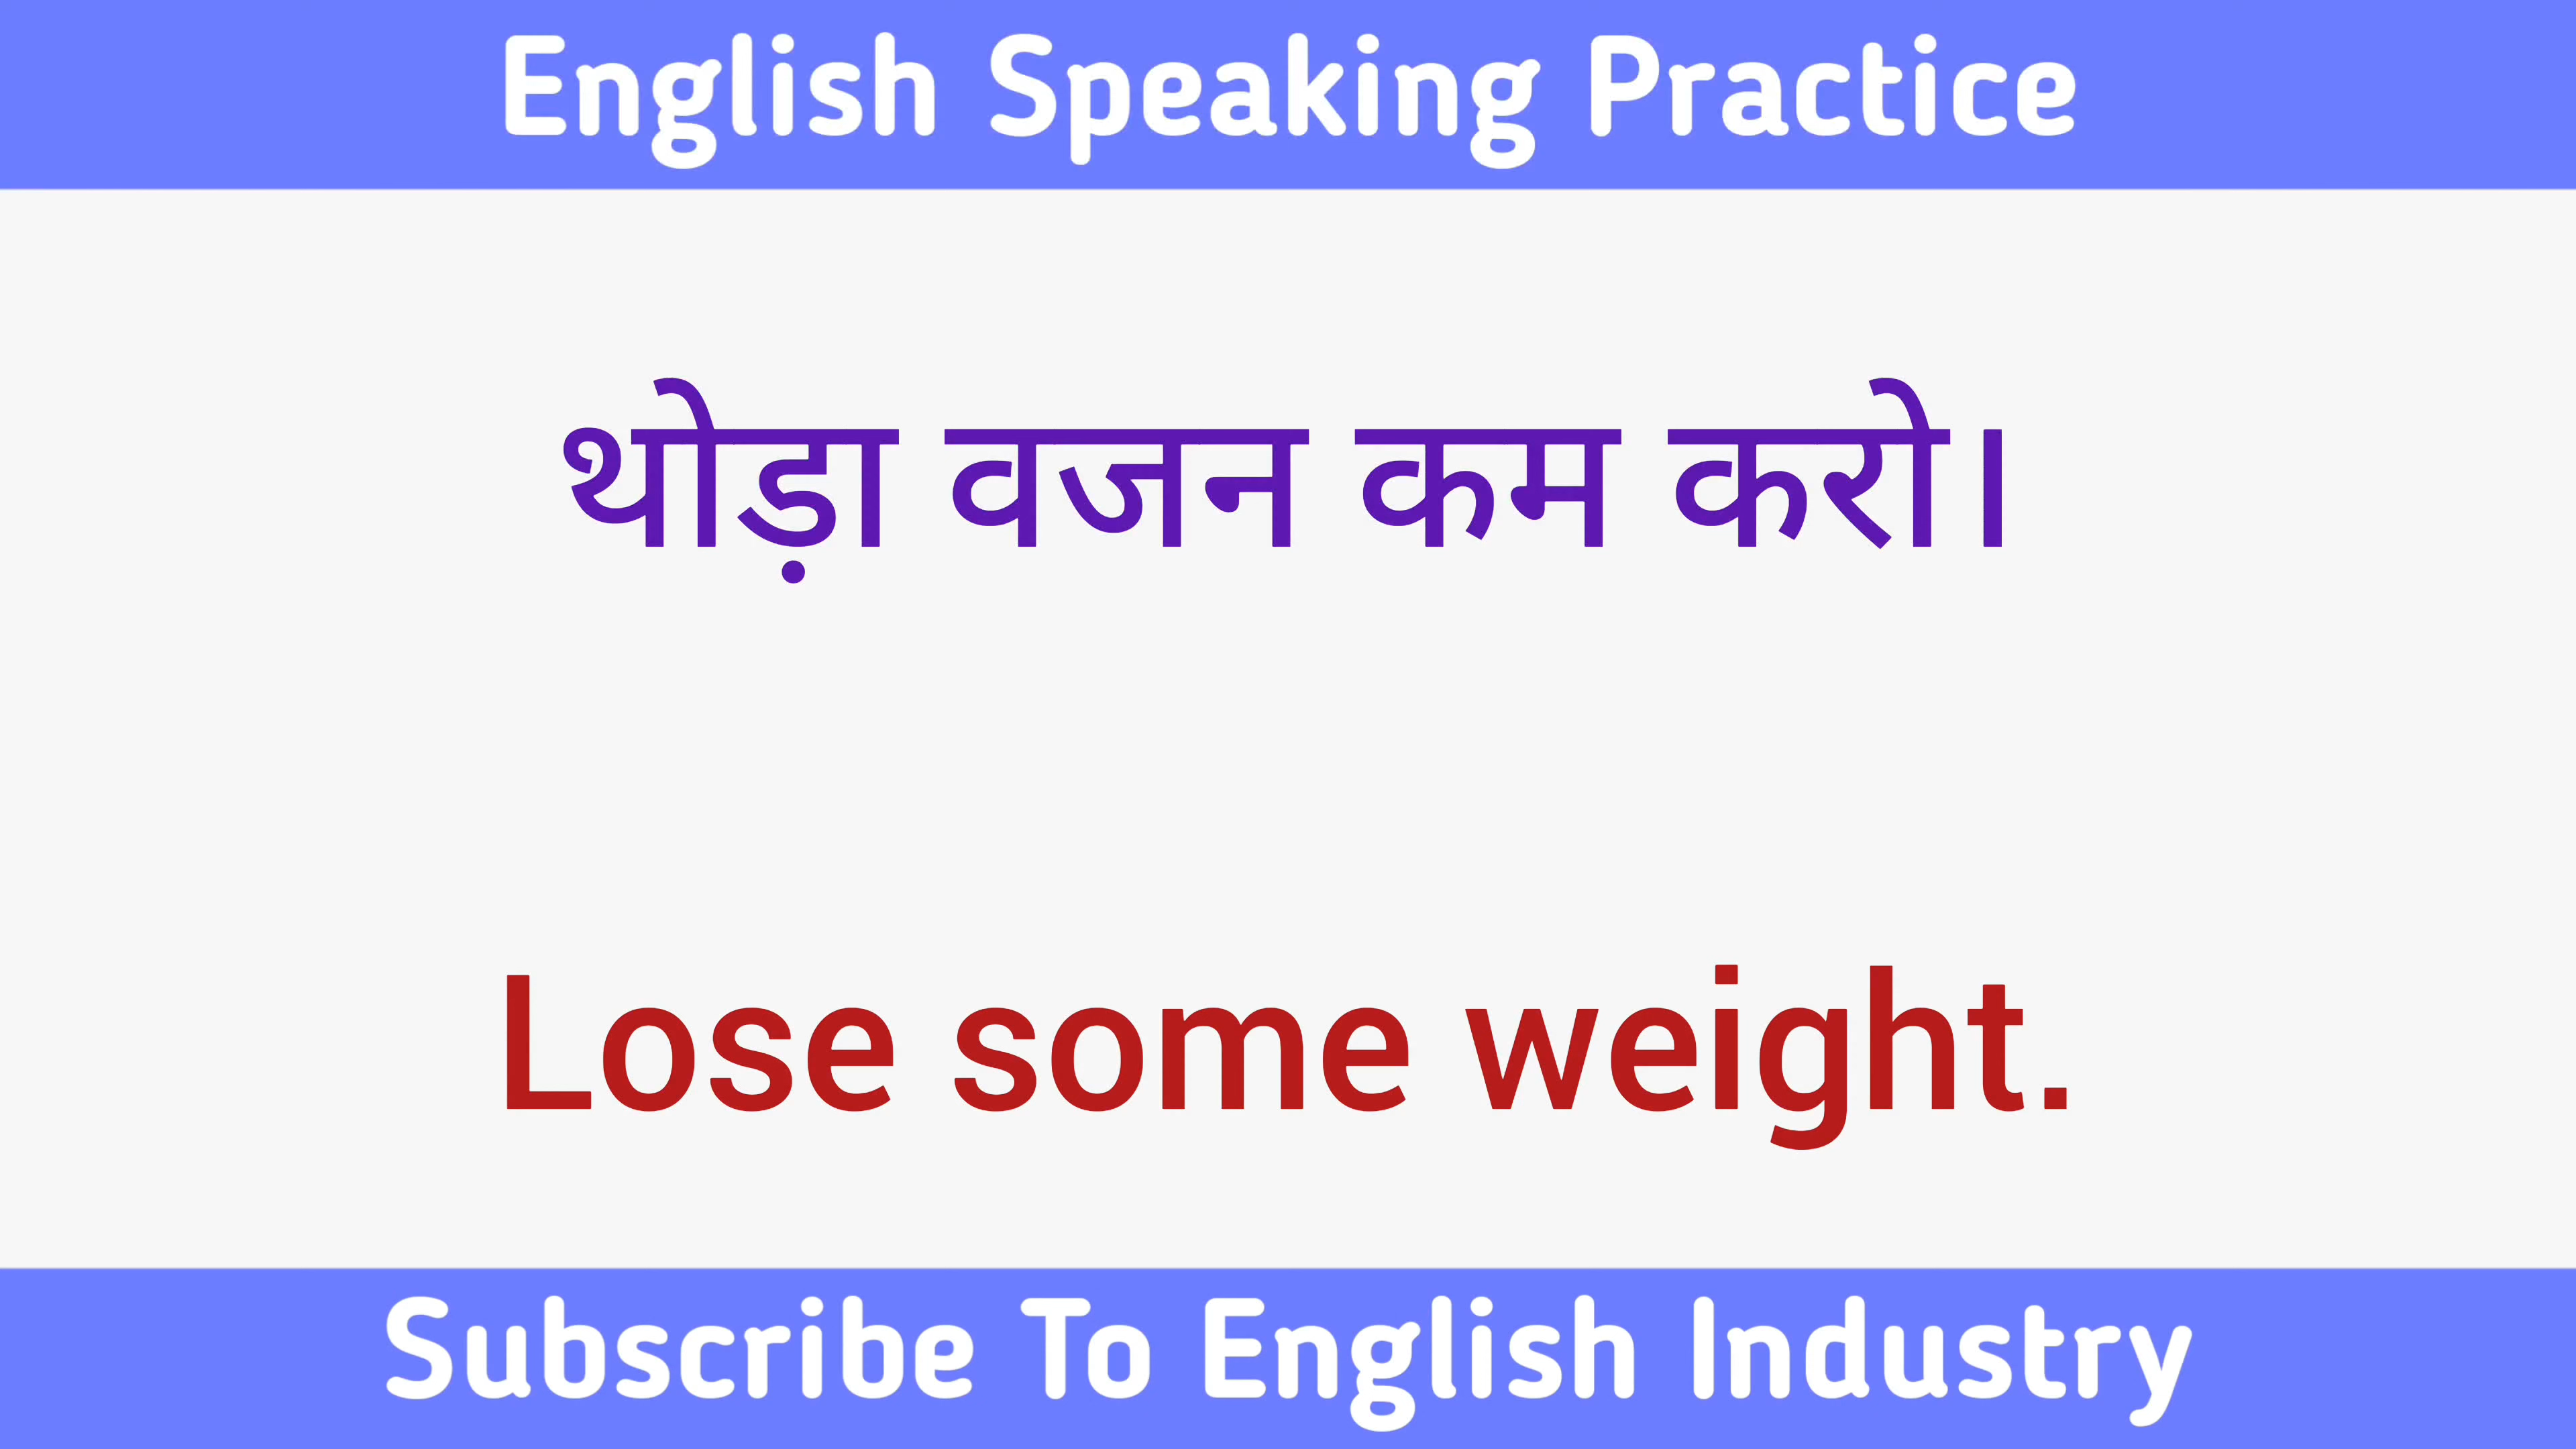 English Speaking Practice
थोड़ा वजन कम करो।
Lose some weight.
Subscribe To English Industry